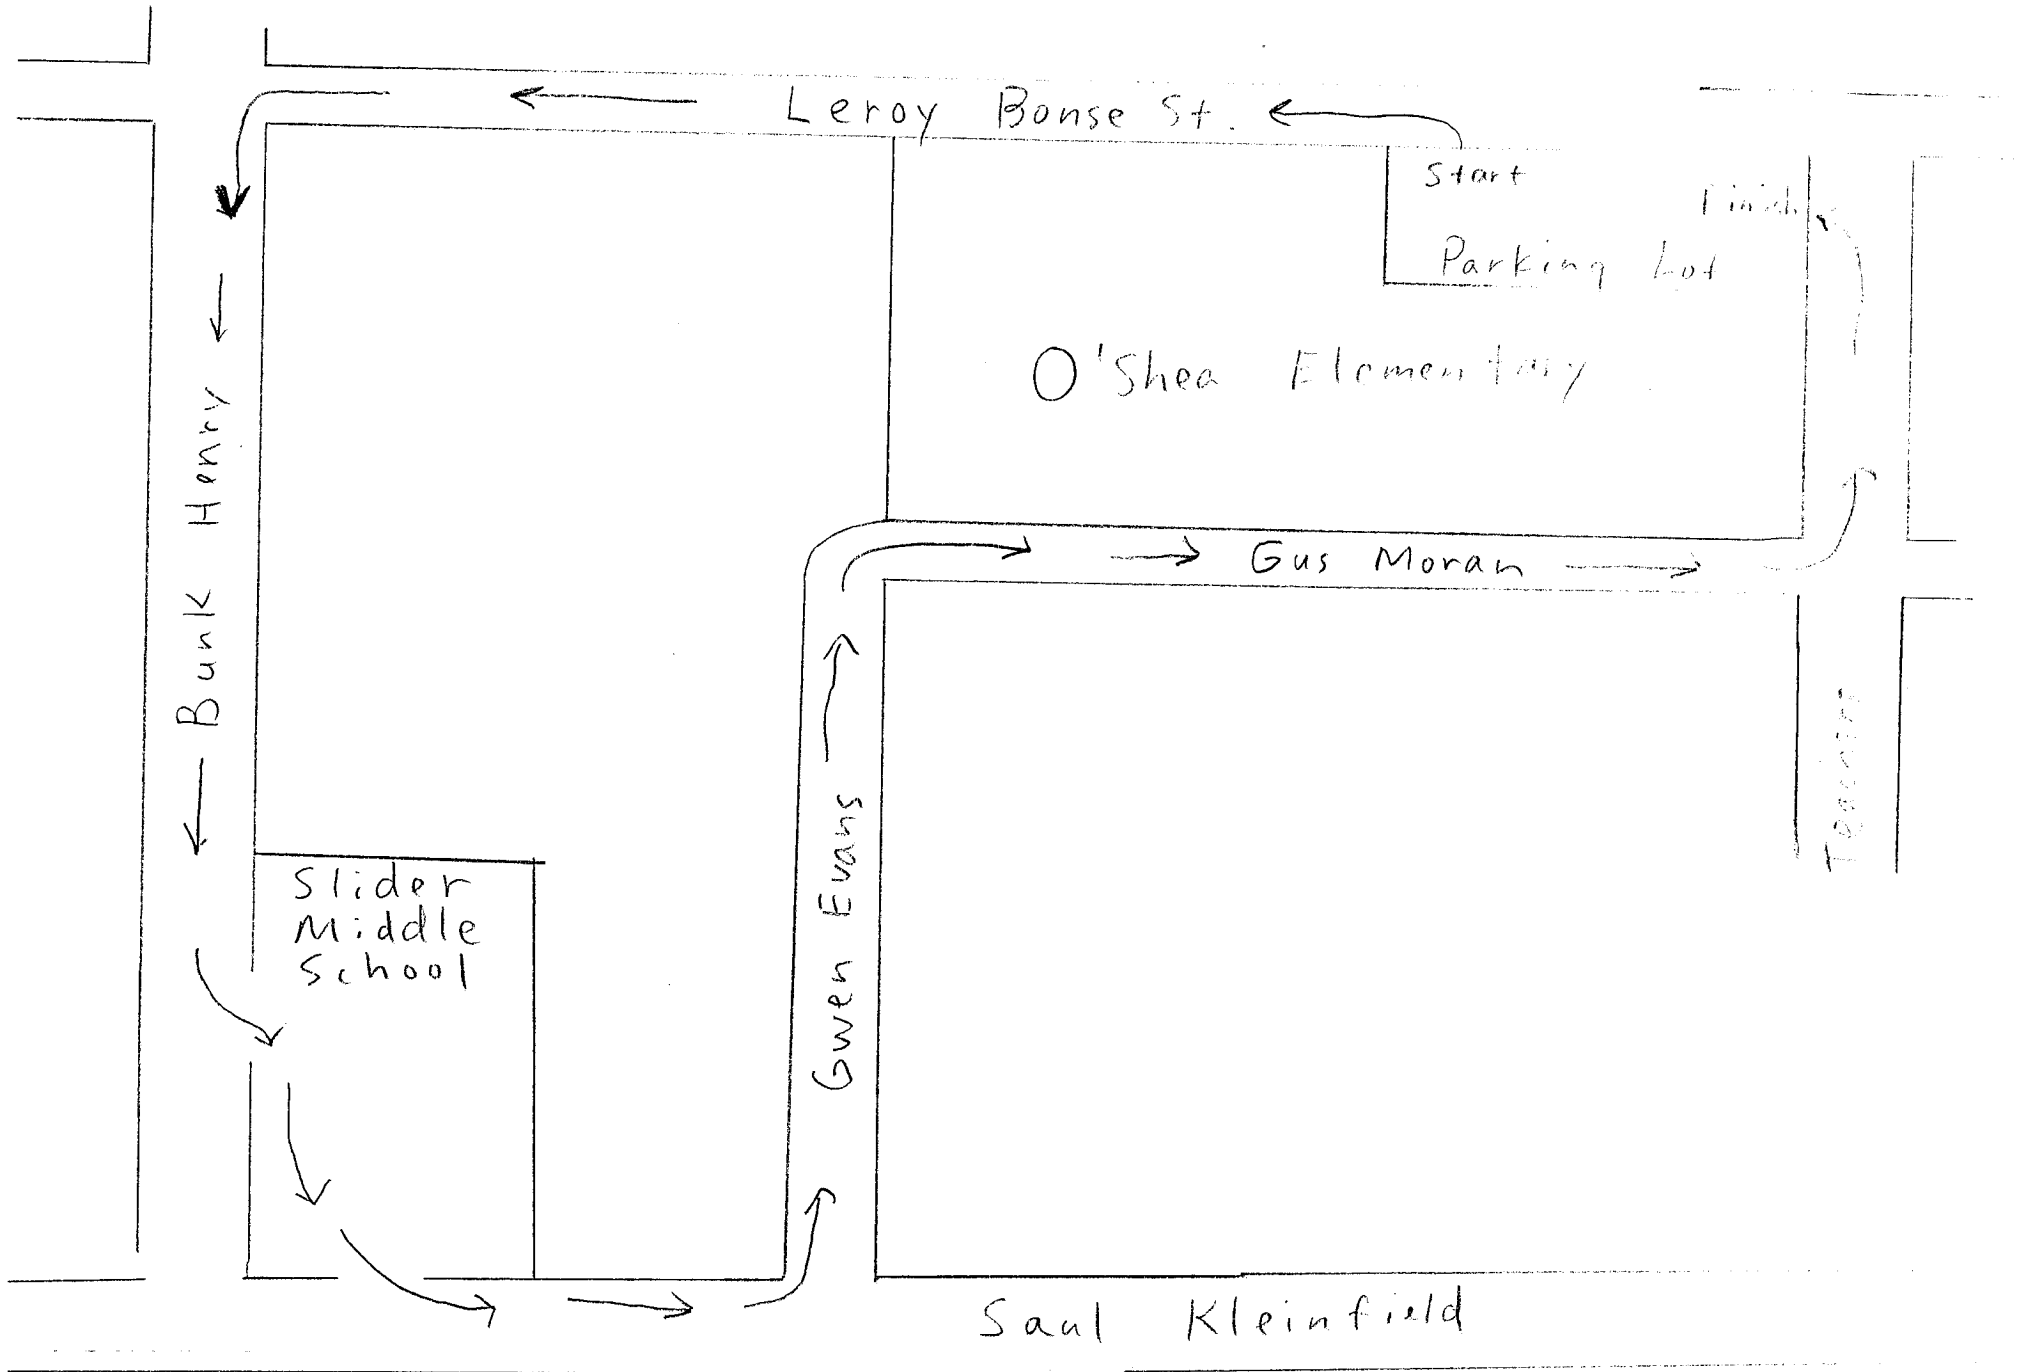 Leroy Bonse St.
Start
Finish
Parking Lot
O'Shea Elementary
Bunk Henry
Gus Moran
Teachers
Slider
Middle
School
Gwen Evans
Saul Kleinfield